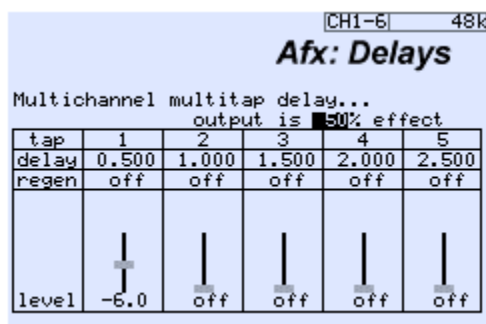 CH1-6 48k
Afx: Delays
Multichannel multitap delay...
output is 50% effect
tap 1 2 3 4 5
delay 0.500 1.000 1.500 2.000 2.500
regen off off off off off
level -6.0 off off off off